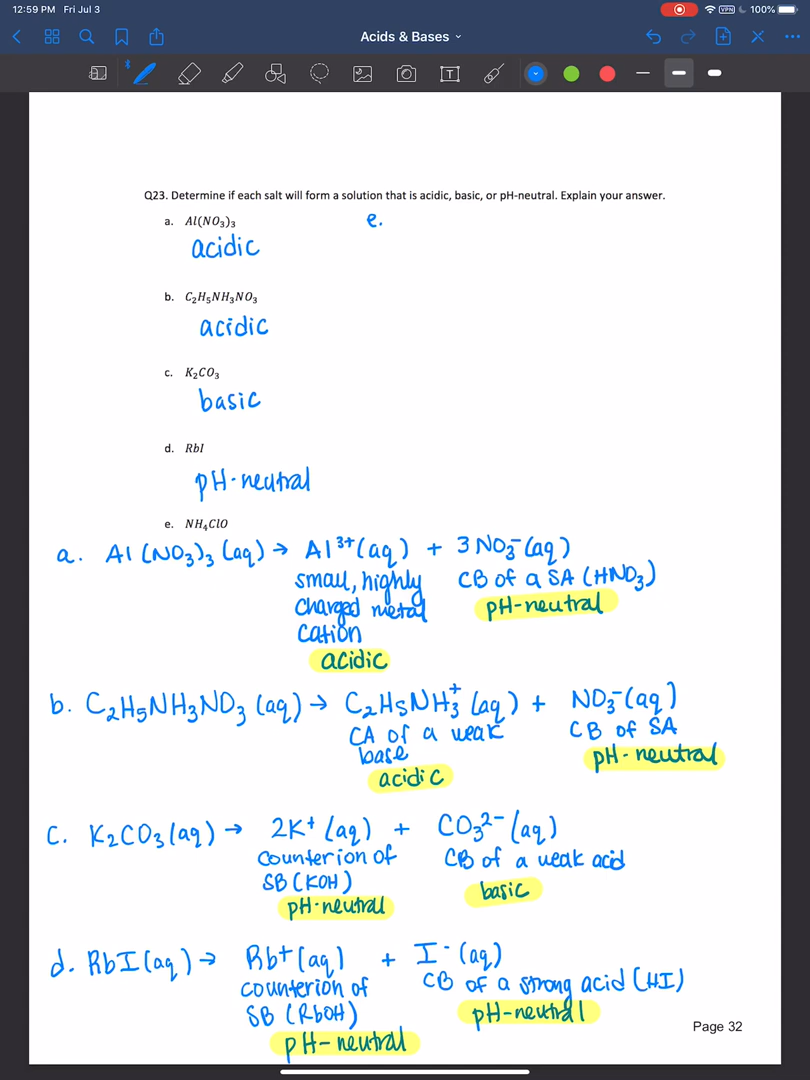 12:59 PM Fri Jul 3
VPN 100%
Acids & Bases
T
Q23. Determine if each salt will form a solution that is acidic, basic, or pH-neutral. Explain your answer.
a. Al(NO₃)₃
e.
acidic
b. C₂H₅NH₃NO₃
acidic
c. K₂CO₃
basic
d. RbI
pH-neutral
e. NH₄ClO
a. Al(NO₃)₃ (aq) → Al³⁺(aq) + 3NO₃⁻(aq)
small, highly charged metal cation
CB of a SA (HNO₃)
pH-neutral
acidic
b. C₂H₅NH₃NO₃ (aq) → C₂H₅NH₃⁺ (aq) + NO₃⁻(aq)
CA of a weak base
CB of SA
pH-neutral
acidic
c. K₂CO₃(aq) → 2K⁺ (aq) + CO₃²⁻ (aq)
counterion of SB (KOH)
CB of a weak acid
basic
pH-neutral
d. RbI(aq) → Rb⁺(aq) + I⁻ (aq)
counterion of SB (RbOH)
CB of a strong acid (HI)
pH-neutral
pH-neutral
Page 32